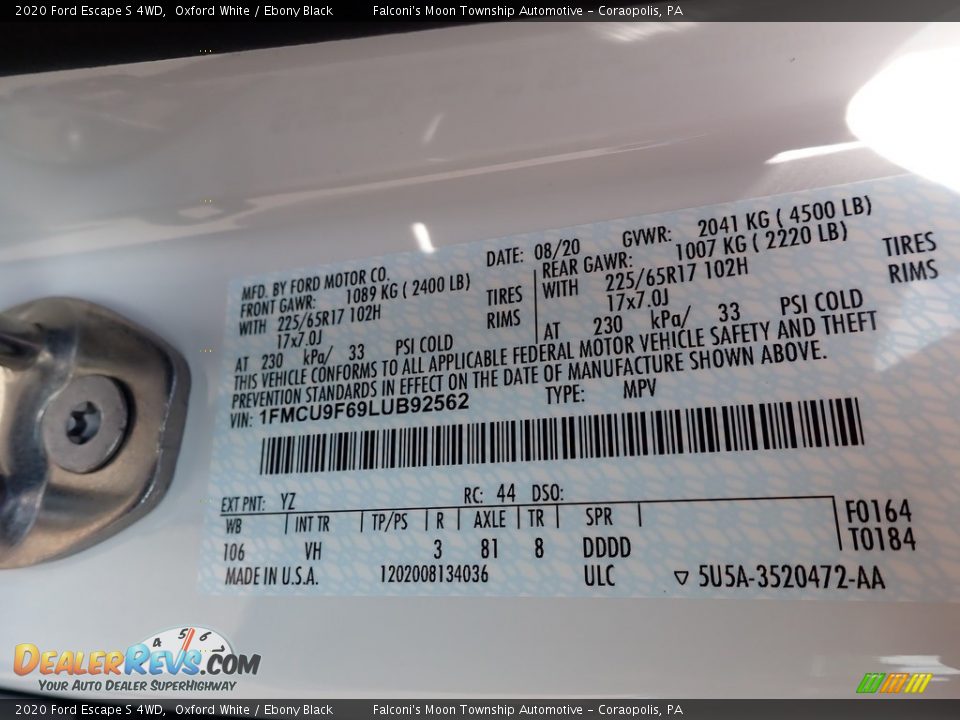 2020 Ford Escape S 4WD, Oxford White / Ebony Black Falconi's Moon Township Automotive - Coraopolis, PA
MFD. BY FORD MOTOR CO. DATE: 08/20 GVWR: 2041 KG ( 4500 LB)
FRONT GAWR: 1089 KG ( 2400 LB) REAR GAWR: 1007 KG ( 2220 LB)
WITH 225/65R17 102H TIRES WITH 225/65R17 102H TIRES
17x7.0J RIMS 17x7.0J RIMS
AT 230 kPa/ 33 PSI COLD AT 230 kPa/ 33 PSI COLD
THIS VEHICLE CONFORMS TO ALL APPLICABLE FEDERAL MOTOR VEHICLE SAFETY AND THEFT
PREVENTION STANDARDS IN EFFECT ON THE DATE OF MANUFACTURE SHOWN ABOVE.
VIN: 1FMCU9F69LUB92562 TYPE: MPV
EXT PNT: YZ RC: 44 DSO:
WB INT TR TP/PS R AXLE TR SPR F0164
106 VH 3 81 8 DDDD T0184
MADE IN U.S.A. 1202008134036 ULC ▽ 5U5A-3520472-AA
4 5 6 7
DEALERREVS.COM
YOUR AUTO DEALER SUPERHIGHWAY
2020 Ford Escape S 4WD, Oxford White / Ebony Black Falconi's Moon Township Automotive - Coraopolis, PA